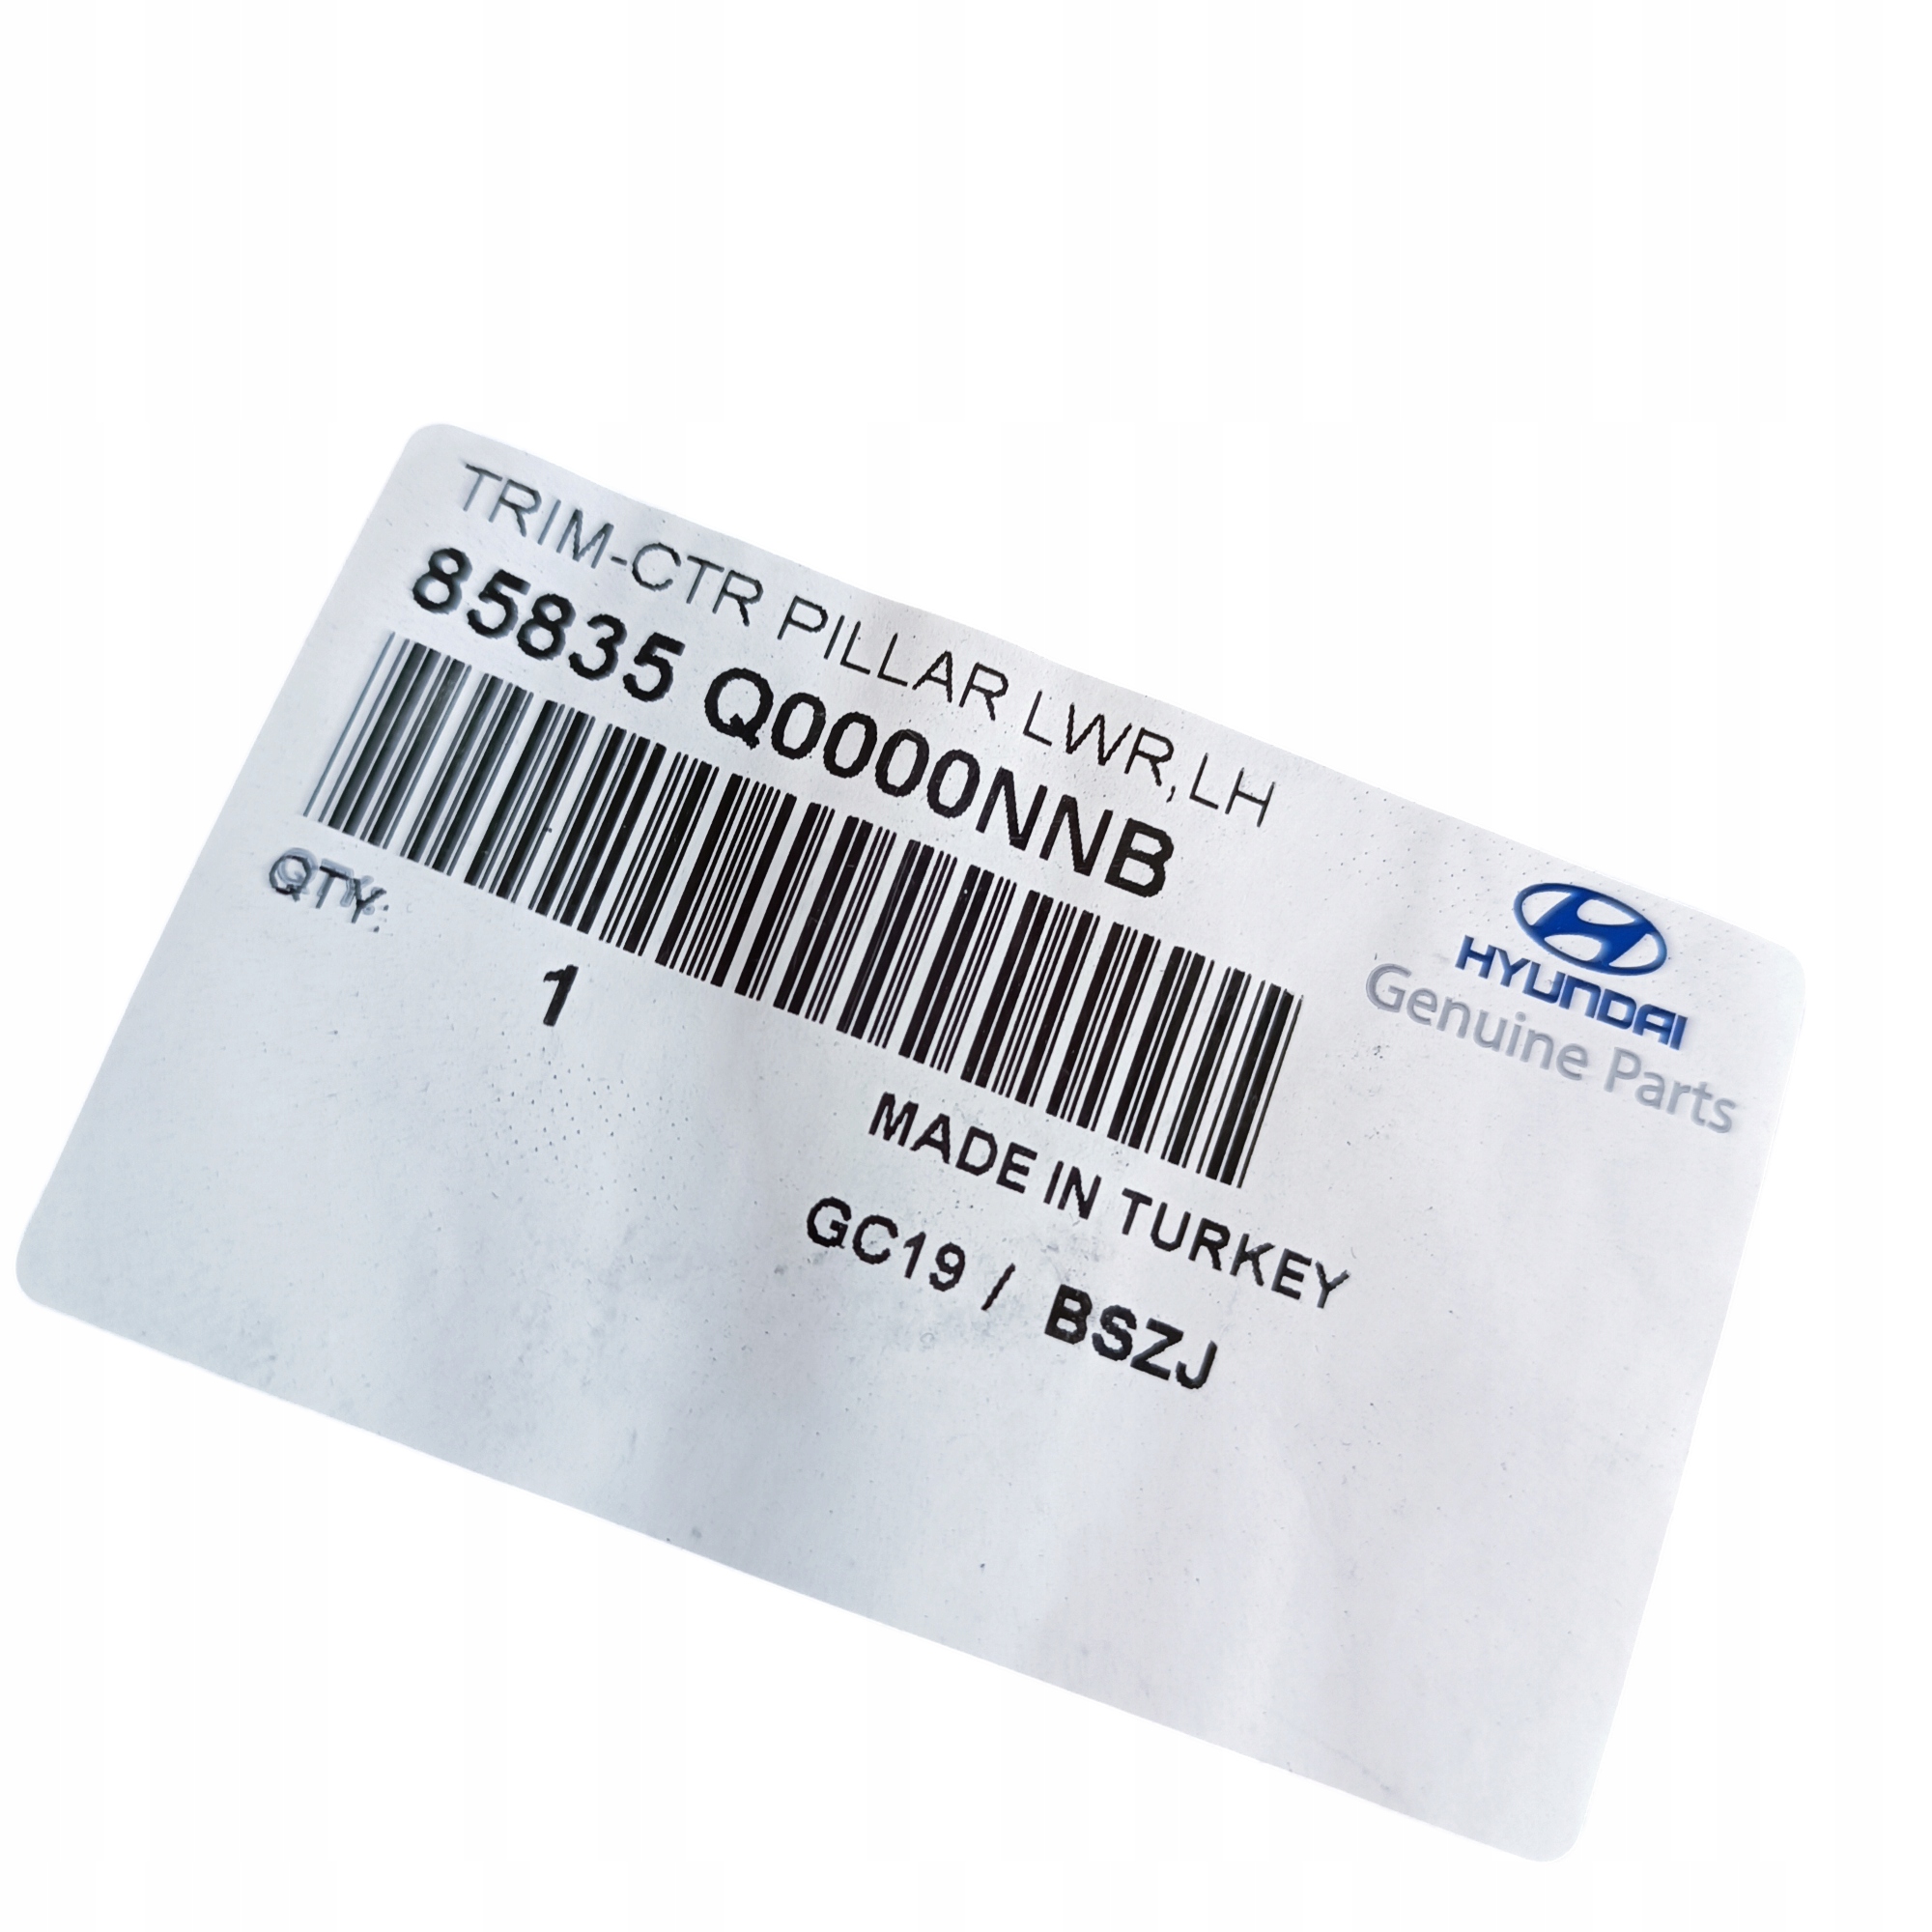 TRIM-CTR PILLAR LWR,LH
85835 Q0000NNB
QTY:
1
HYUNDAI
Genuine Parts
MADE IN TURKEY
GC19 / BSZJ